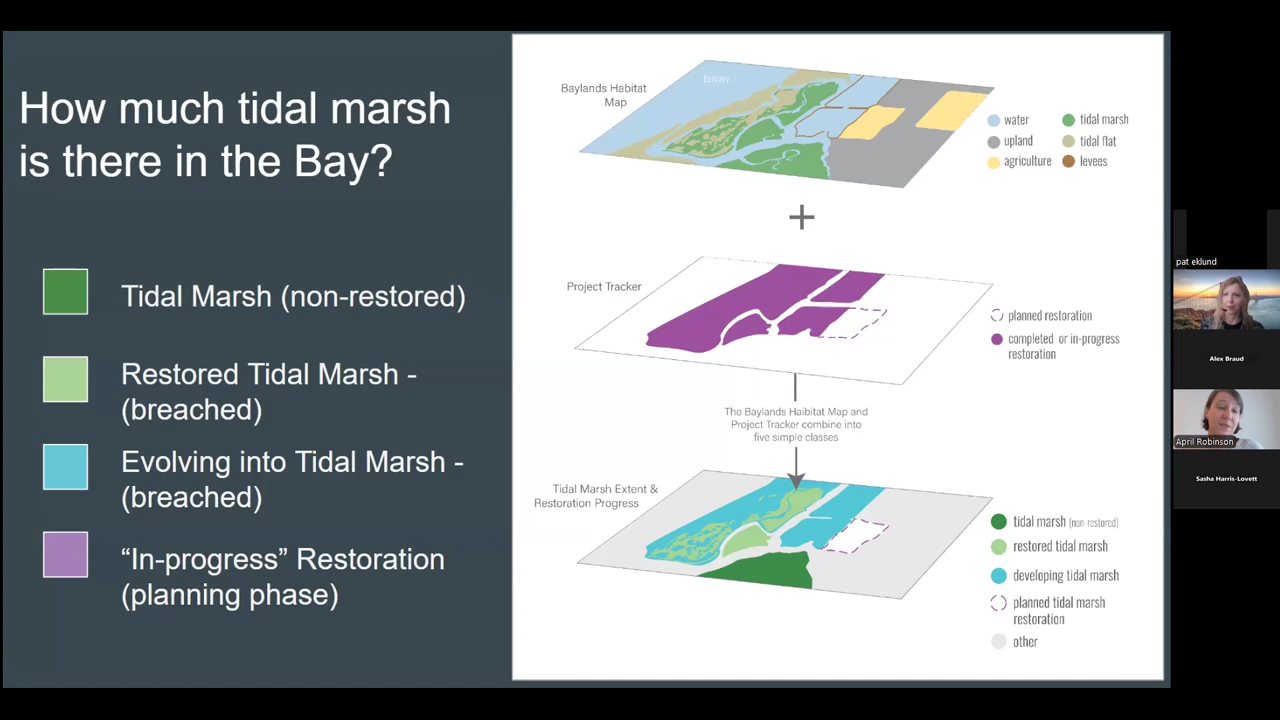 How much tidal marsh
is there in the Bay?
Tidal Marsh (non-restored)
Restored Tidal Marsh -
(breached)
Evolving into Tidal Marsh -
(breached)
“In-progress” Restoration
(planning phase)
Baylands Habitat
Map
Estuary
water
upland
agriculture
tidal marsh
tidal flat
levees
+
Project Tracker
planned restoration
completed or in-progress
restoration
The Baylands Haibitat Map and
Project Tracker combine into
five simple classes
Tidal Marsh Extent &
Restoration Progress
tidal marsh (non-restored)
restored tidal marsh
developing tidal marsh
planned tidal marsh
restoration
other
pat eklund
Alex Braud
April Robinson
Sasha Harris-Lovett